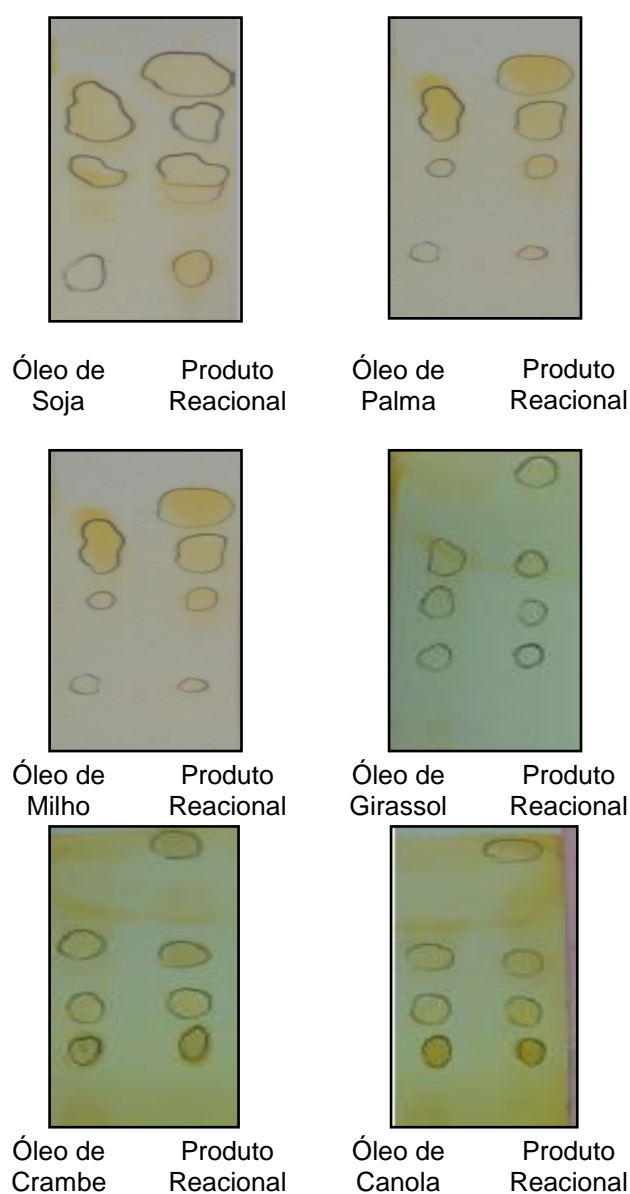 Óleo de Soja
Produto Reacional
Óleo de Palma
Produto Reacional
Óleo de Milho
Produto Reacional
Óleo de Girassol
Produto Reacional
Óleo de Crambe
Produto Reacional
Óleo de Canola
Produto Reacional